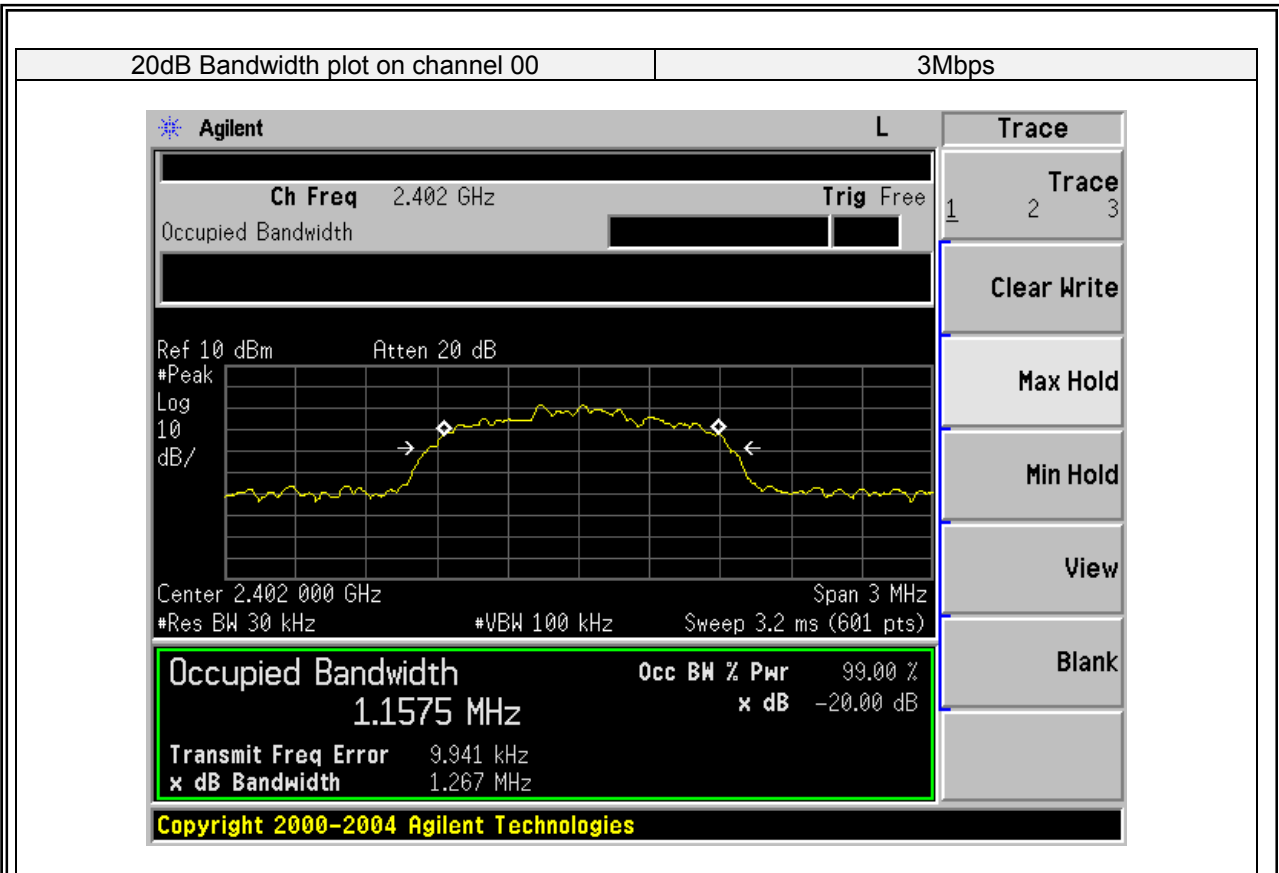 20dB Bandwidth plot on channel 00 3Mbps
Agilent L Trace
Ch Freq 2.402 GHz Trig Free
Occupied Bandwidth
Trace
1 2 3
Clear Write
Max Hold
Min Hold
View
Blank
Ref 10 dBm Atten 20 dB
#Peak
Log
10
dB/
Center 2.402 000 GHz Span 3 MHz
#Res BW 30 kHz #VBW 100 kHz Sweep 3.2 ms (601 pts)
Occupied Bandwidth Occ BW % Pwr 99.00 %
1.1575 MHz x dB -20.00 dB
Transmit Freq Error 9.941 kHz
x dB Bandwidth 1.267 MHz
Copyright 2000-2004 Agilent Technologies